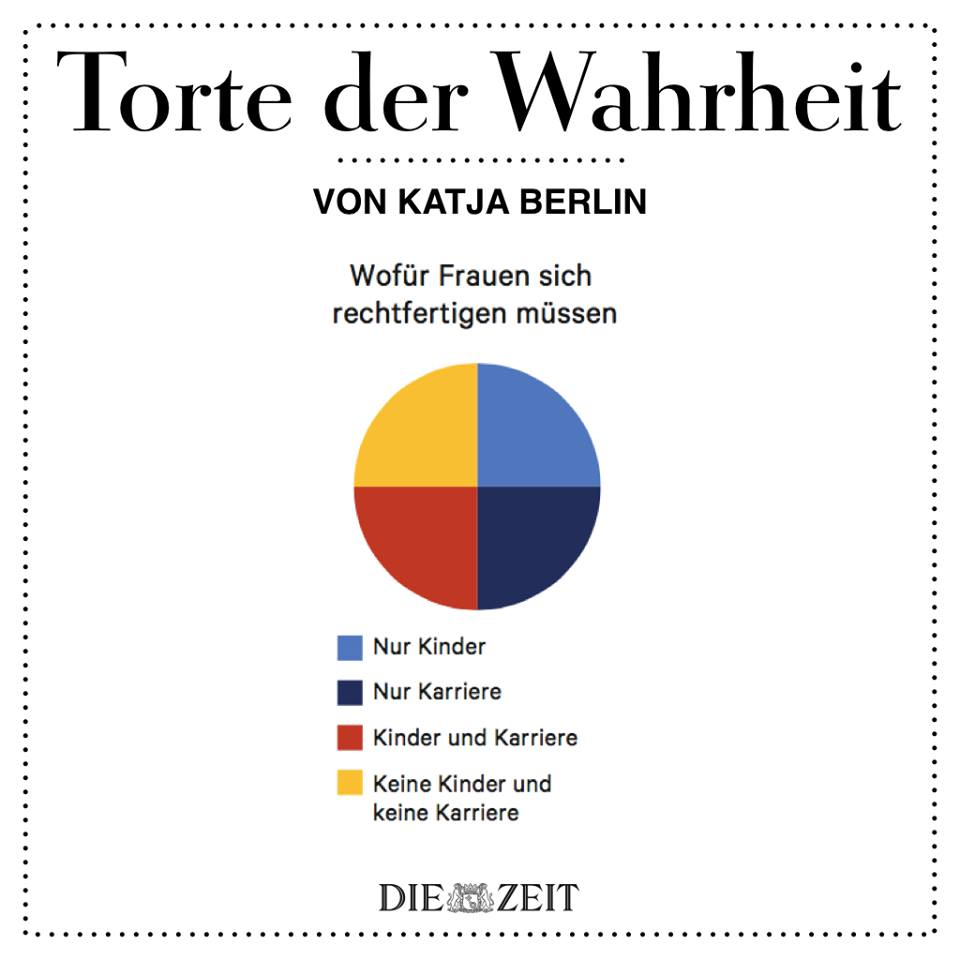 Torte der Wahrheit
VON KATJA BERLIN
Wofür Frauen sich
rechtfertigen müssen
Nur Kinder
Nur Karriere
Kinder und Karriere
Keine Kinder und
keine Karriere
DIE ZEIT